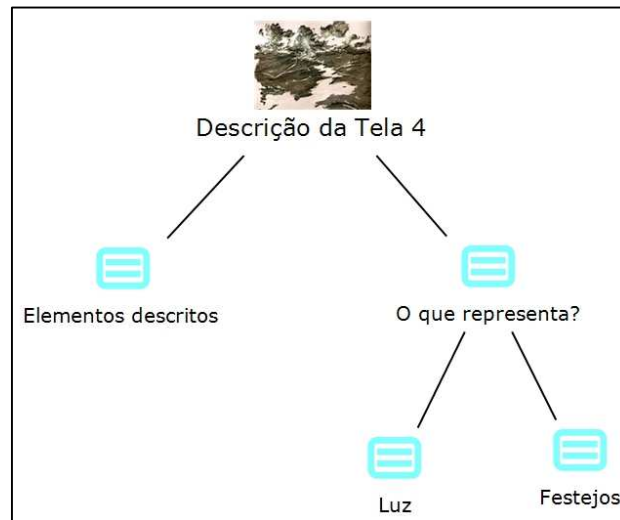 Descrição da Tela 4
Elementos descritos
O que representa?
Luz
Festejos